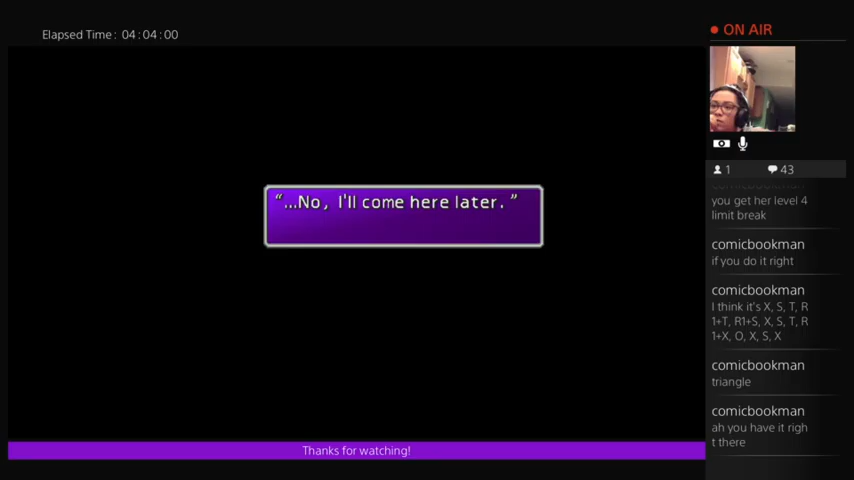 Elapsed Time: 04:04:00
ON AIR
"...No, I'll come here later."
1
43
comicbookman
you get her level 4
limit break
comicbookman
if you do it right
comicbookman
I think it's X, S, T, R
1+T, R1+S, X, S, T, R
1+X, O, X, S, X
comicbookman
triangle
comicbookman
ah you have it righ
t there
Thanks for watching!